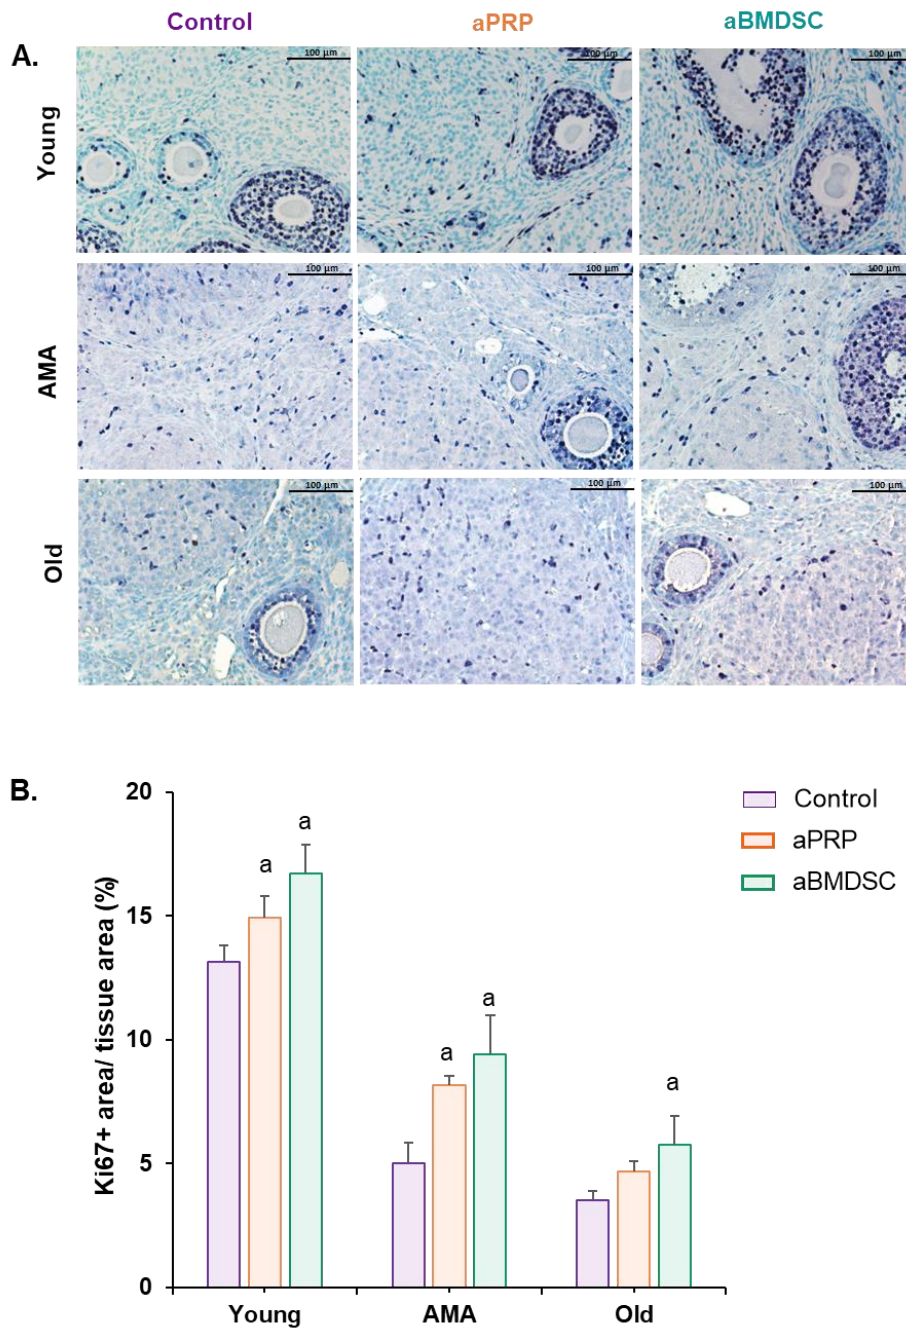 Control aPRP aBMDSC
A.
Young
100 µm 100 µm 100 µm
AMA
100 µm 100 µm 100 µm
Old
100 µm 100 µm 100 µm
B.
Ki67+ area/ tissue area (%)
20
15
10
5
0
a a
a a
a
Young AMA Old
Control
aPRP
aBMDSC